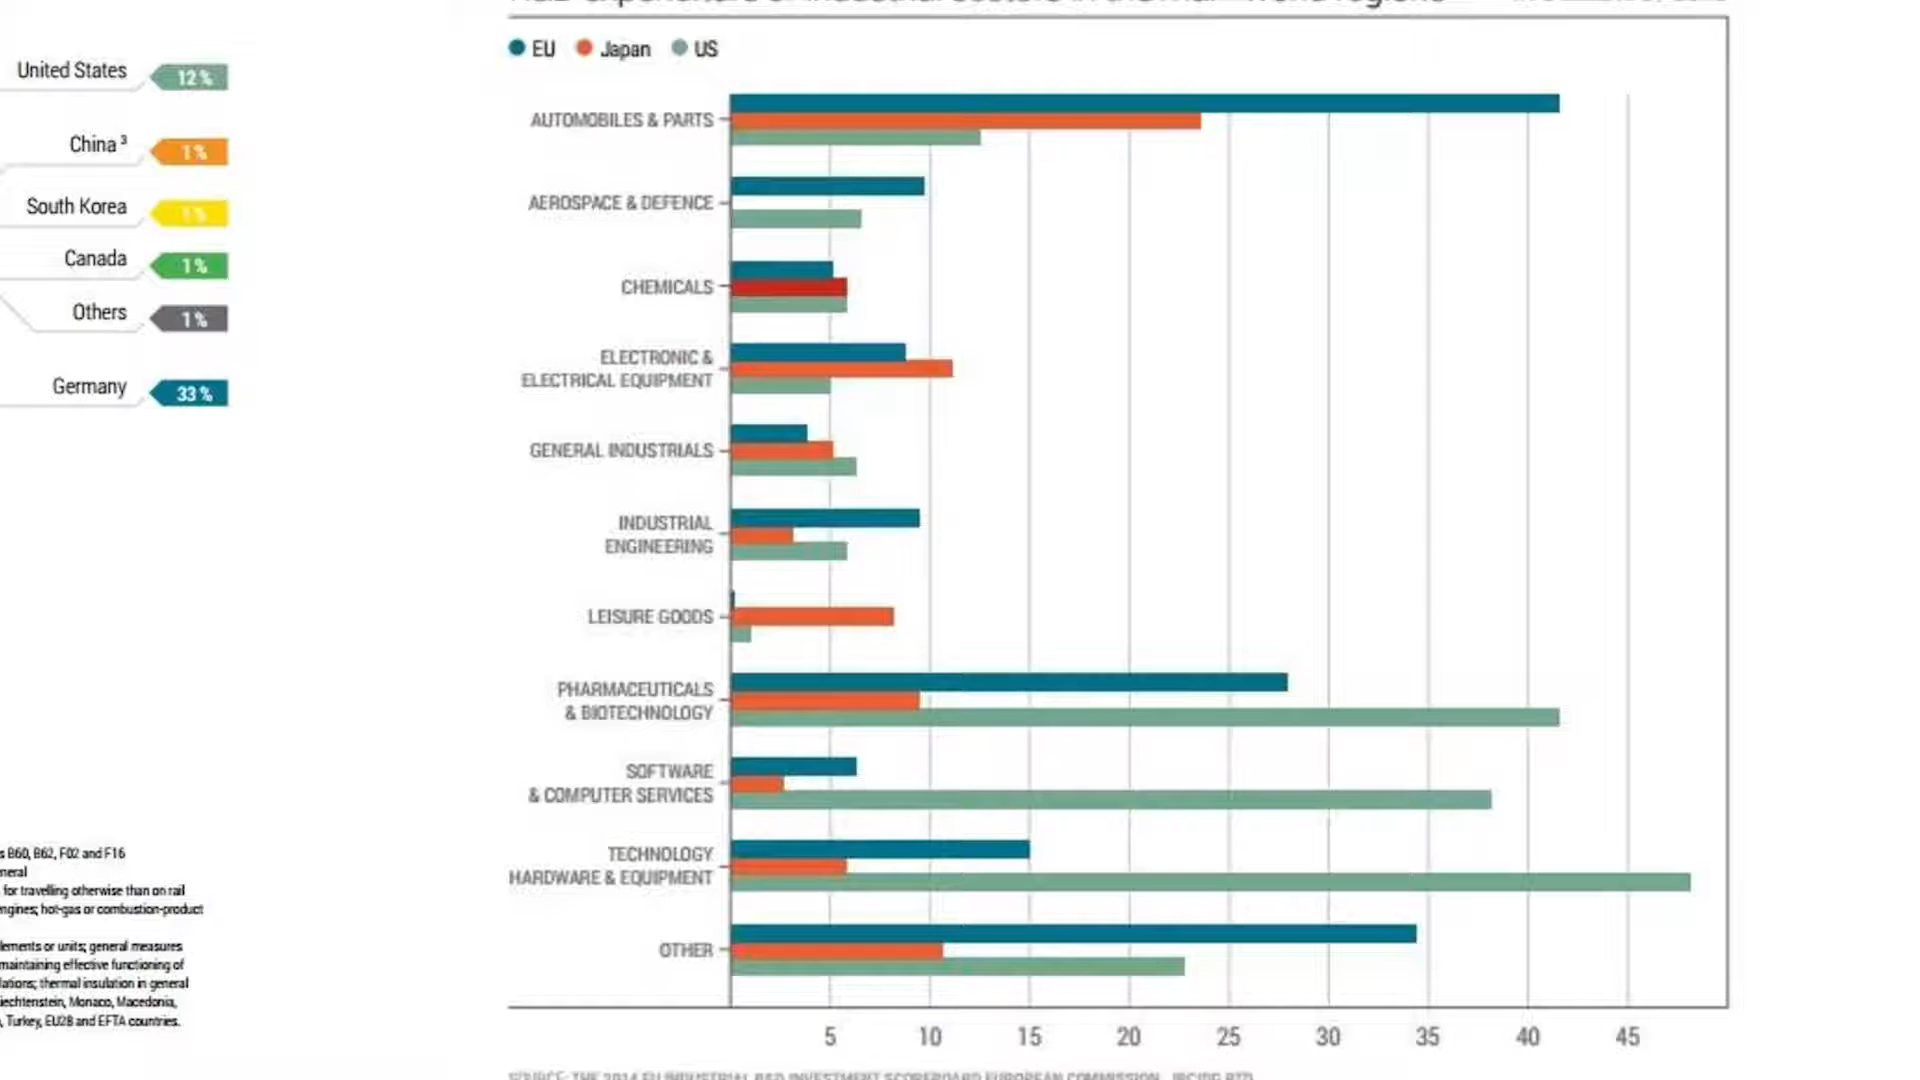 United States
12%
China ³
1%
South Korea
1%
Canada
1%
Others
1%
Germany
33%
s B60, B62, F02 and F16
neral
for travelling otherwise than on rail
ngines; hot-gas or combustion-product
lements or units; general measures
maintaining effective functioning of
lations; thermal insulation in general
iechtenstein, Monaco, Macedonia,
, Turkey, EU28 and EFTA countries.
EU Japan US
AUTOMOBILES & PARTS
AEROSPACE & DEFENCE
CHEMICALS
ELECTRONIC &
ELECTRICAL EQUIPMENT
GENERAL INDUSTRIALS
INDUSTRIAL
ENGINEERING
LEISURE GOODS
PHARMACEUTICALS
& BIOTECHNOLOGY
SOFTWARE
& COMPUTER SERVICES
TECHNOLOGY
HARDWARE & EQUIPMENT
OTHER
5 10 15 20 25 30 35 40 45